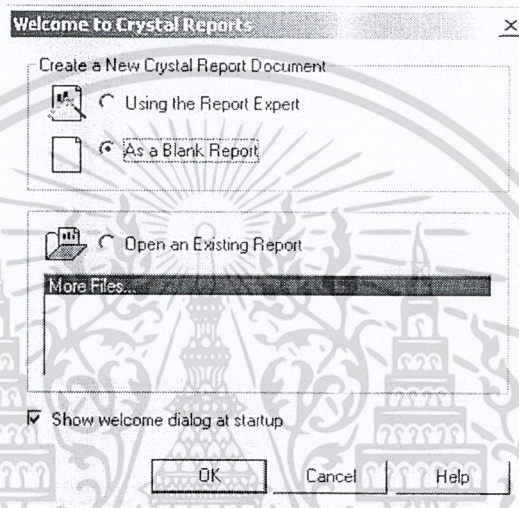 Welcome to Crystal Reports
Create a New Crystal Report Document
Using the Report Expert
As a Blank Report
Open an Existing Report
More Files...
Show welcome dialog at startup
OK Cancel Help